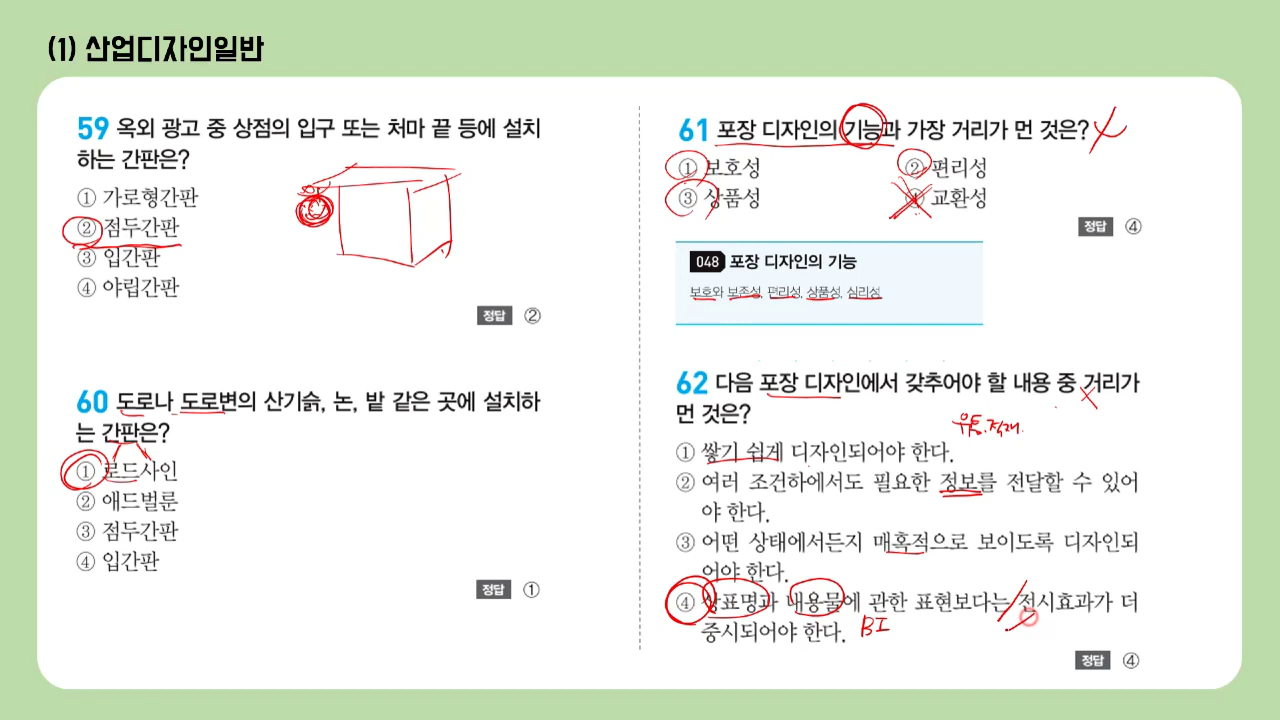 (1) 산업디자인일반
59 옥외 광고 중 상점의 입구 또는 처마 끝 등에 설치
하는 간판은?
① 가로형간판
② 점두간판
③ 입간판
④ 야립간판
정답 ②
60 도로나 도로변의 산기슭, 논, 밭 같은 곳에 설치하
는 간판은?
① 로드사인
② 애드벌룬
③ 점두간판
④ 입간판
정답 ①
61 포장 디자인의 기능과 가장 거리가 먼 것은?
① 보호성 ② 편리성
③ 상품성 ④ 교환성
정답 ④
048 포장 디자인의 기능
보호와 보존성, 편리성, 상품성, 심리성
62 다음 포장 디자인에서 갖추어야 할 내용 중 거리가
먼 것은?
유통.적재.
① 쌓기 쉽게 디자인되어야 한다.
② 여러 조건하에서도 필요한 정보를 전달할 수 있어
야 한다.
③ 어떤 상태에서든지 매혹적으로 보이도록 디자인되
어야 한다.
④ 상표명과 내용물에 관한 표현보다는 전시효과가 더
중시되어야 한다. BI
정답 ④